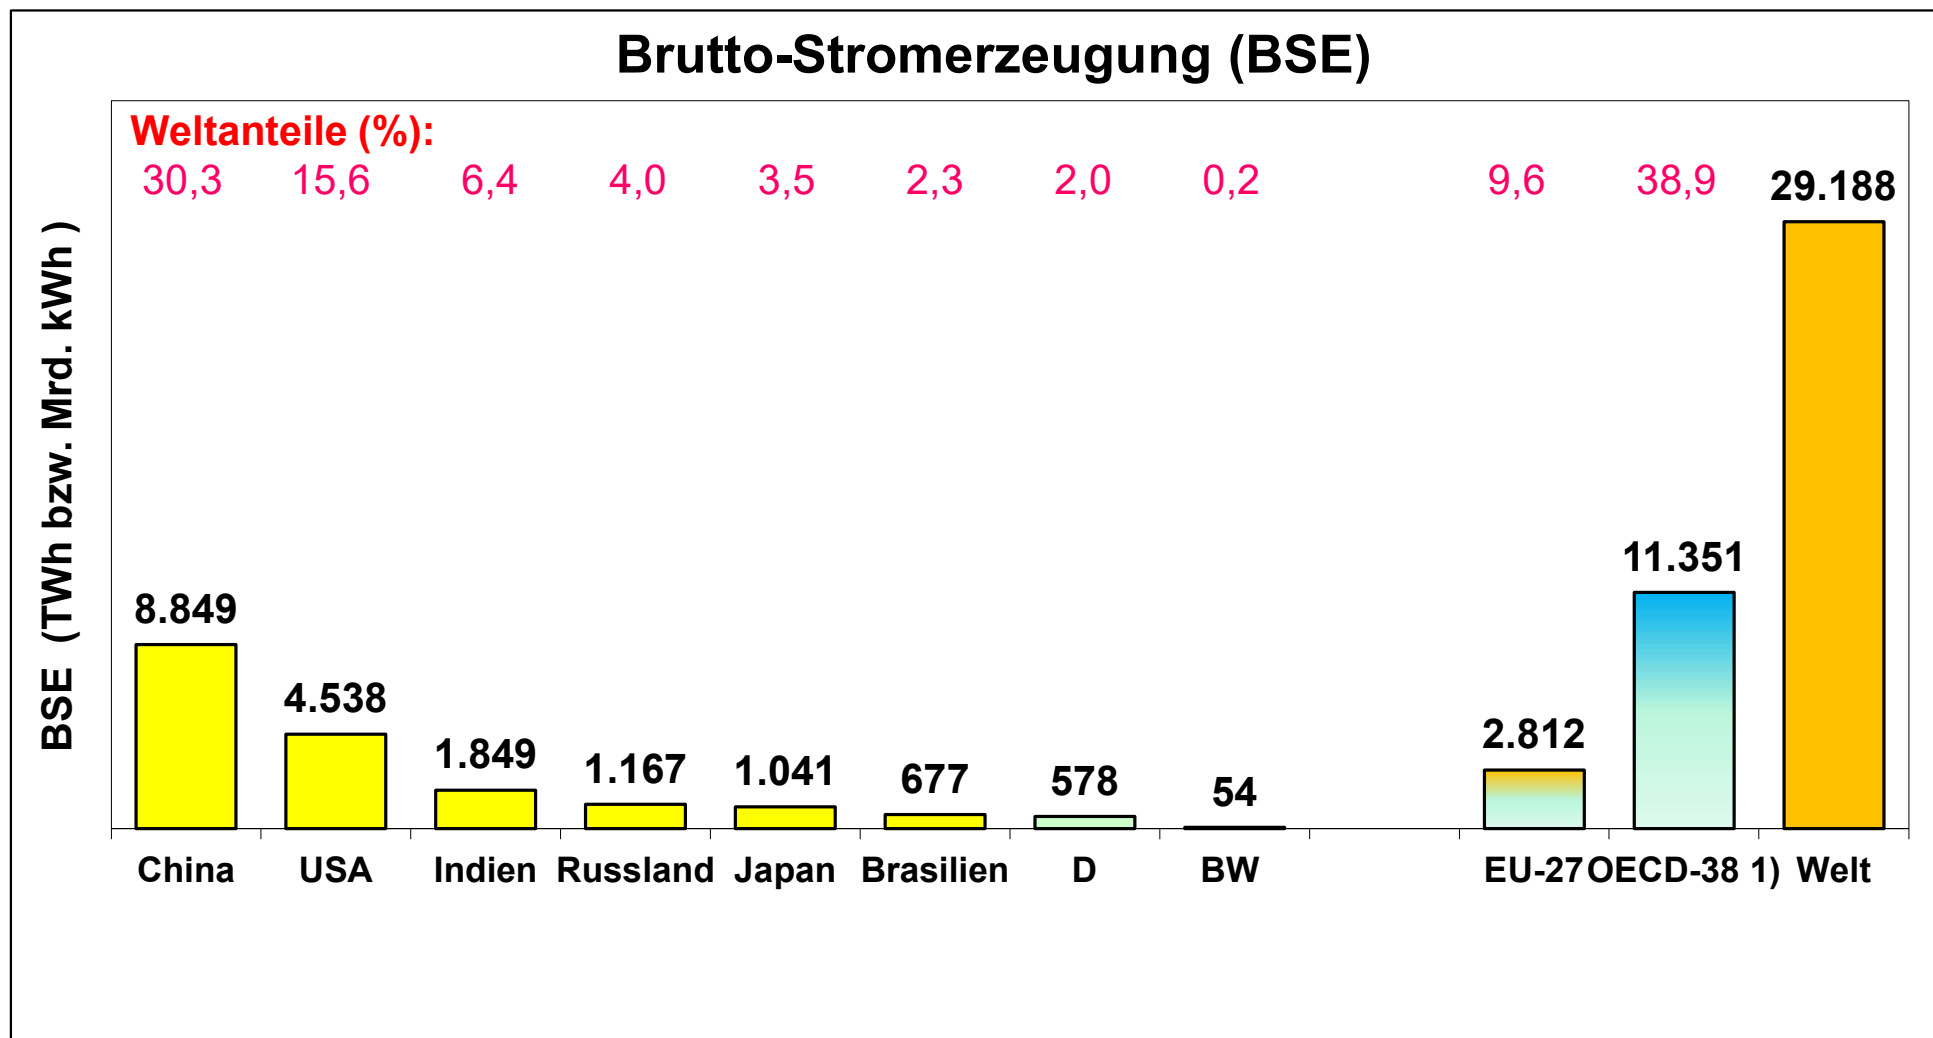 Brutto-Stromerzeugung (BSE)
Weltanteile (%):
30,3 15,6 6,4 4,0 3,5 2,3 2,0 0,2 9,6 38,9
29.188
BSE (TWh bzw. Mrd. kWh )
8.849 4.538 1.849 1.167 1.041 677 578 54 2.812 11.351
China USA Indien Russland Japan Brasilien D BW EU-27 OECD-38 1) Welt